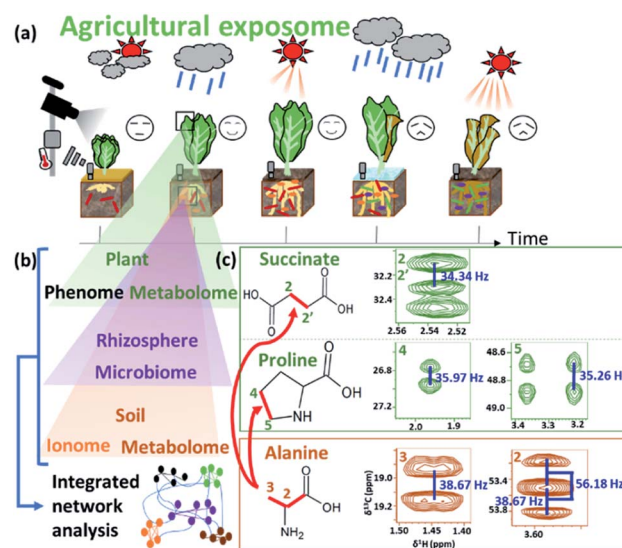 Agricultural exposome
(a)
Time
(b)
Plant
Phenome Metabolome
Rhizosphere
Microbiome
Soil
Ionome Metabolome
Integrated
network
analysis
(c)
Succinate
2
HO
O
O
OH
2'
2
2'
34.34 Hz
32.2
32.4
2.56 2.54 2.52
Proline
4
5
O
OH
NH
4
35.97 Hz
26.8
27.2
2.0 1.9
5
35.26 Hz
48.6
49.0
3.4 3.3 3.2
Alanine
3
2
O
OH
NH2
3
38.67 Hz
19.0
19.2
δ13C (ppm)
1.50 1.45 1.40
δ1H (ppm)
2
56.18 Hz
53.4
38.67 Hz
53.8
3.60